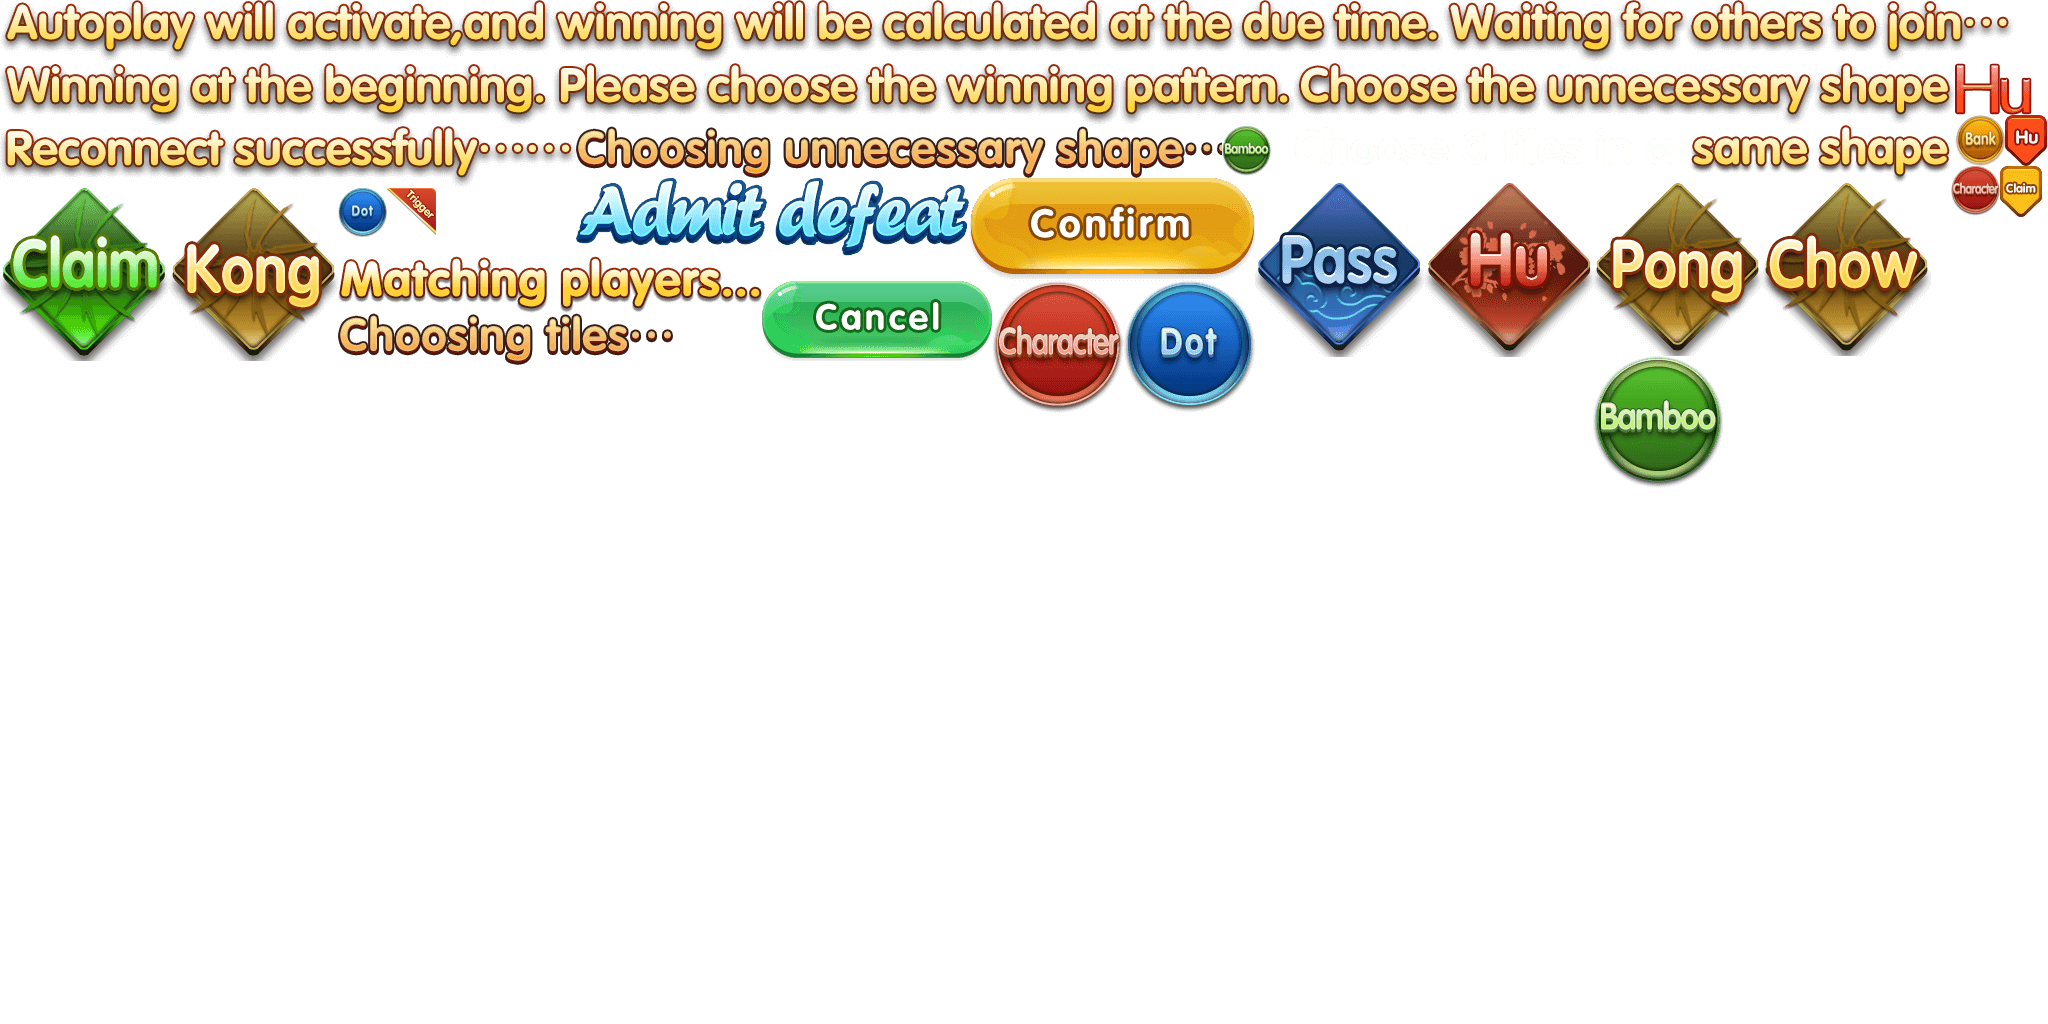 Autoplay will activate,and winning will be calculated at the due time. Waiting for others to join…
Winning at the beginning. Please choose the winning pattern. Choose the unnecessary shape Hu
Reconnect successfully…… Choosing unnecessary shape… Bamboo same shape Bank Hu
Character Claim
Dot Trigger Admit defeat Confirm
Claim Kong Pass Hu Pong Chow
Matching players...
Cancel
Choosing tiles… Character Dot
Bamboo